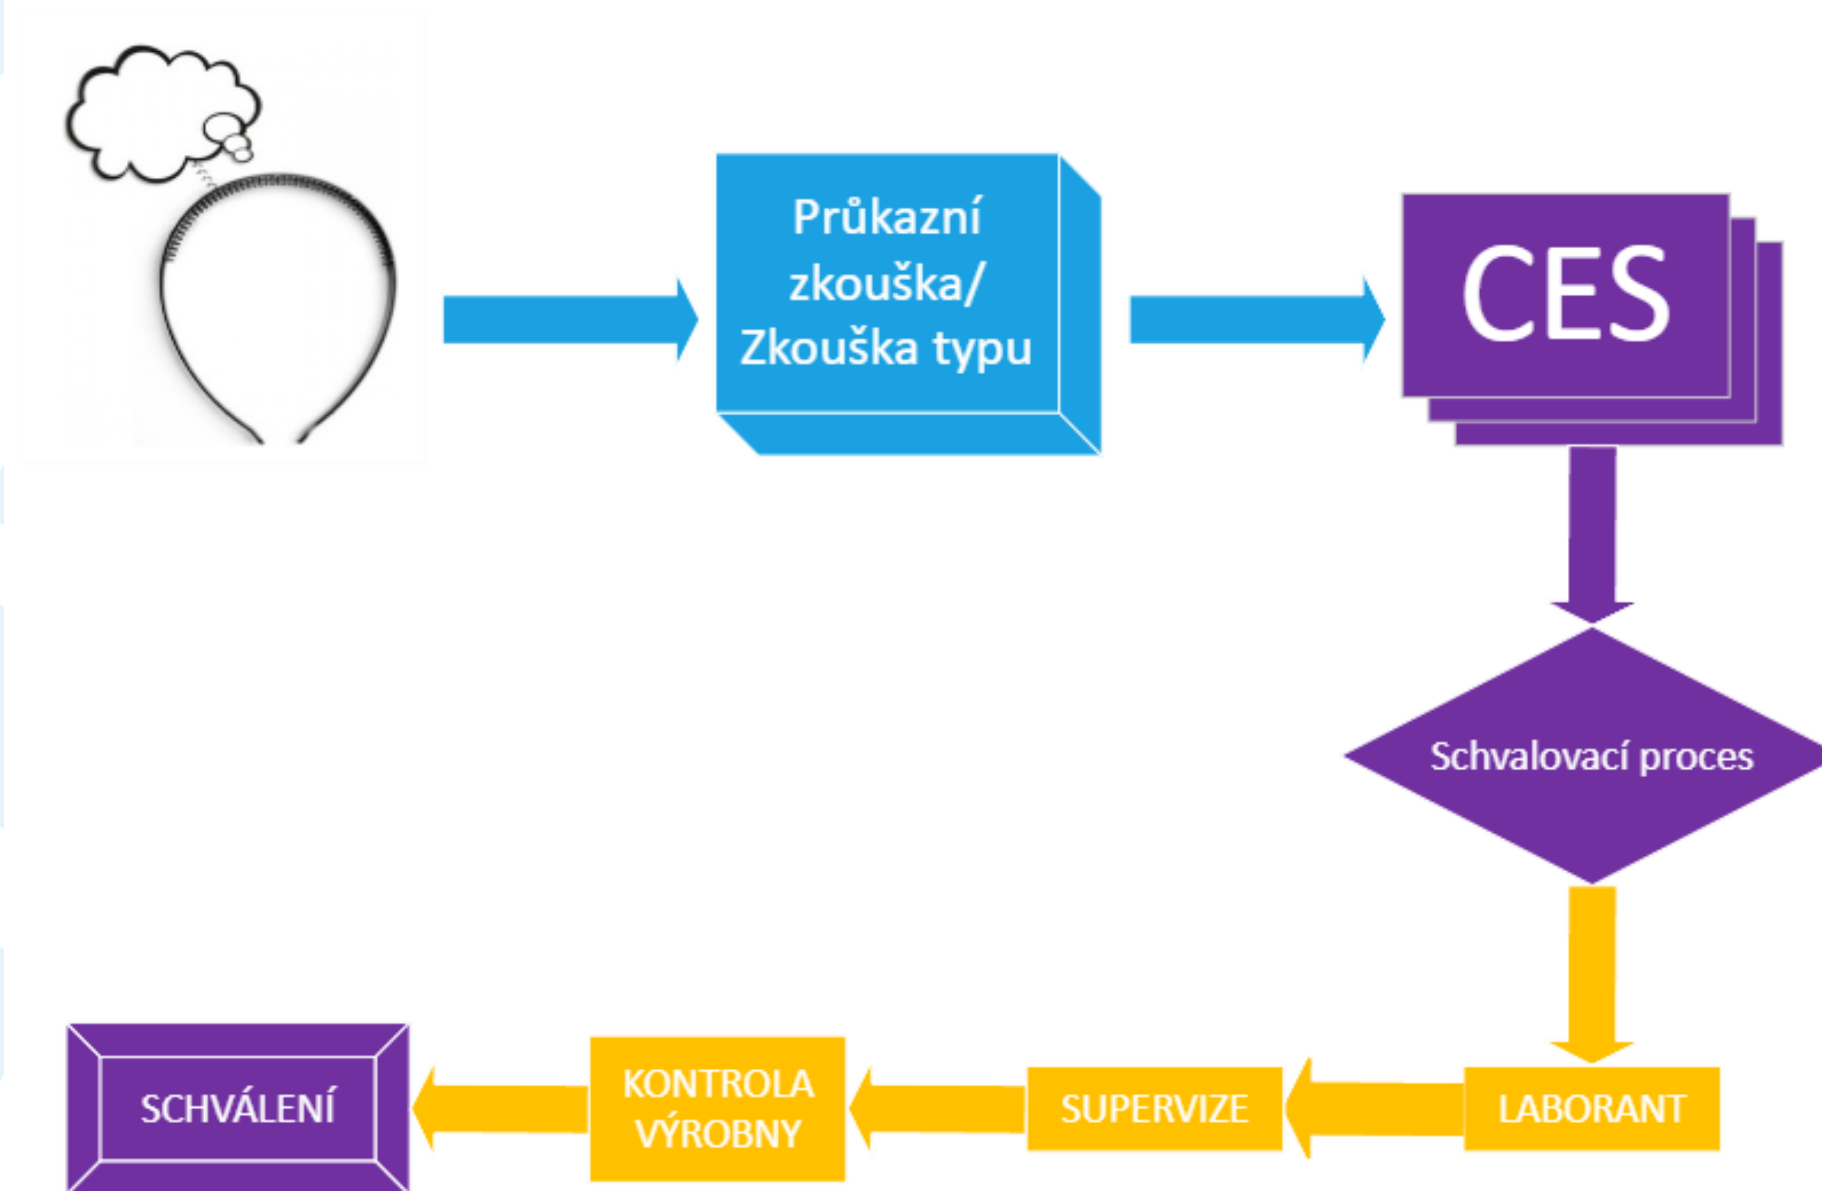 Průkazní
zkouška/
Zkouška typu
CES
Schvalovací proces
SCHVÁLENÍ
KONTROLA
VÝROBNY
SUPERVIZE
LABORANT